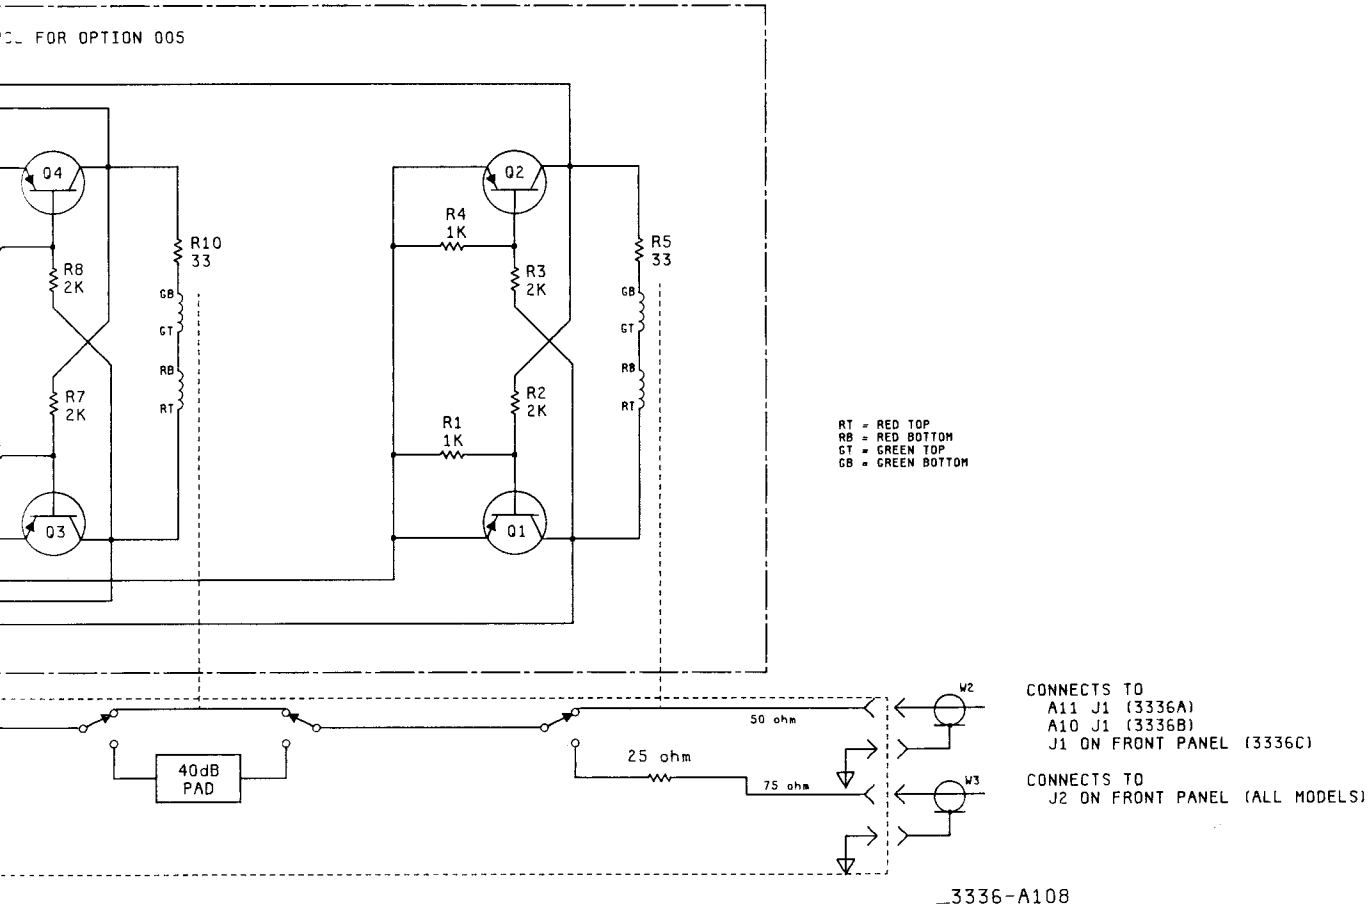 FOR OPTION 005
Q4
Q2
R4
1K
R10
33
R5
33
R8
2K
R3
2K
GB
GT
RB
RT
GB
GT
RB
RT
R7
2K
R2
2K
R1
1K
Q3
Q1
RT = RED TOP
RB = RED BOTTOM
GT = GREEN TOP
GB = GREEN BOTTOM
50 ohm
W2
CONNECTS TO
A11 J1 (3336A)
A10 J1 (3336B)
J1 ON FRONT PANEL (3336C)
40dB
PAD
25 ohm
75 ohm
W3
CONNECTS TO
J2 ON FRONT PANEL (ALL MODELS)
_3336-A108